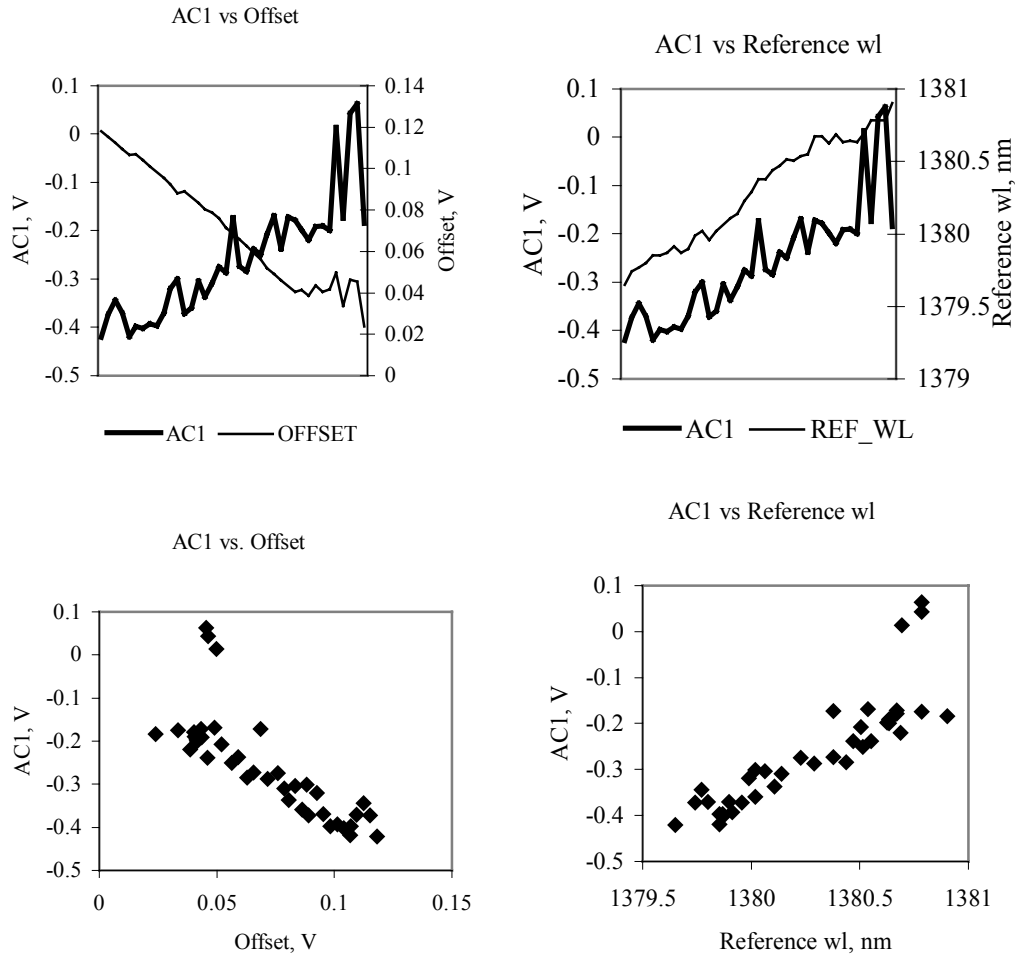 AC1 vs Offset
0.1
0
-0.1
-0.2
-0.3
-0.4
-0.5
AC1, V
0.14
0.12
0.1
0.08
0.06
0.04
0.02
0
Offset, V
AC1 OFFSET
AC1 vs Reference wl
0.1
0
-0.1
-0.2
-0.3
-0.4
-0.5
AC1, V
1381
1380.5
1380
1379.5
1379
Reference wl, nm
AC1 REF_WL
AC1 vs. Offset
0.1
0
-0.1
-0.2
-0.3
-0.4
-0.5
AC1, V
0 0.05 0.1 0.15
Offset, V
AC1 vs Reference wl
0.1
0
-0.1
-0.2
-0.3
-0.4
-0.5
AC1, V
1379.5 1380 1380.5 1381
Reference wl, nm